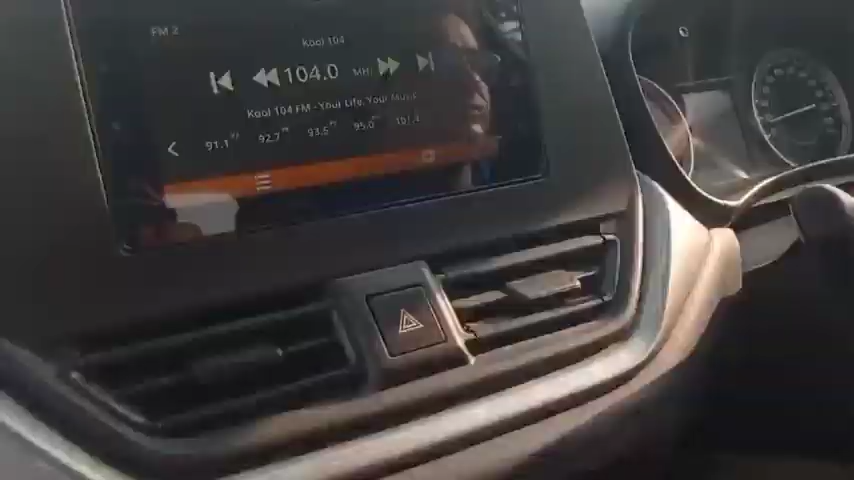 FM 2
Kool 104
104.0 MHz
Kool 104 FM - Your Life, Your Music
91.1 92.7 93.5 95.0 101.4